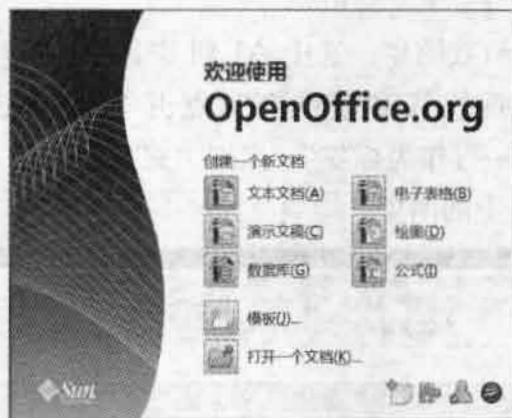 欢迎使用
OpenOffice.org
创建一个新文档
文本文档(A) 电子表格(B)
演示文稿(C) 绘图(D)
数据库(G) 公式(I)
模板(J)...
打开一个文档(K)...
Sun